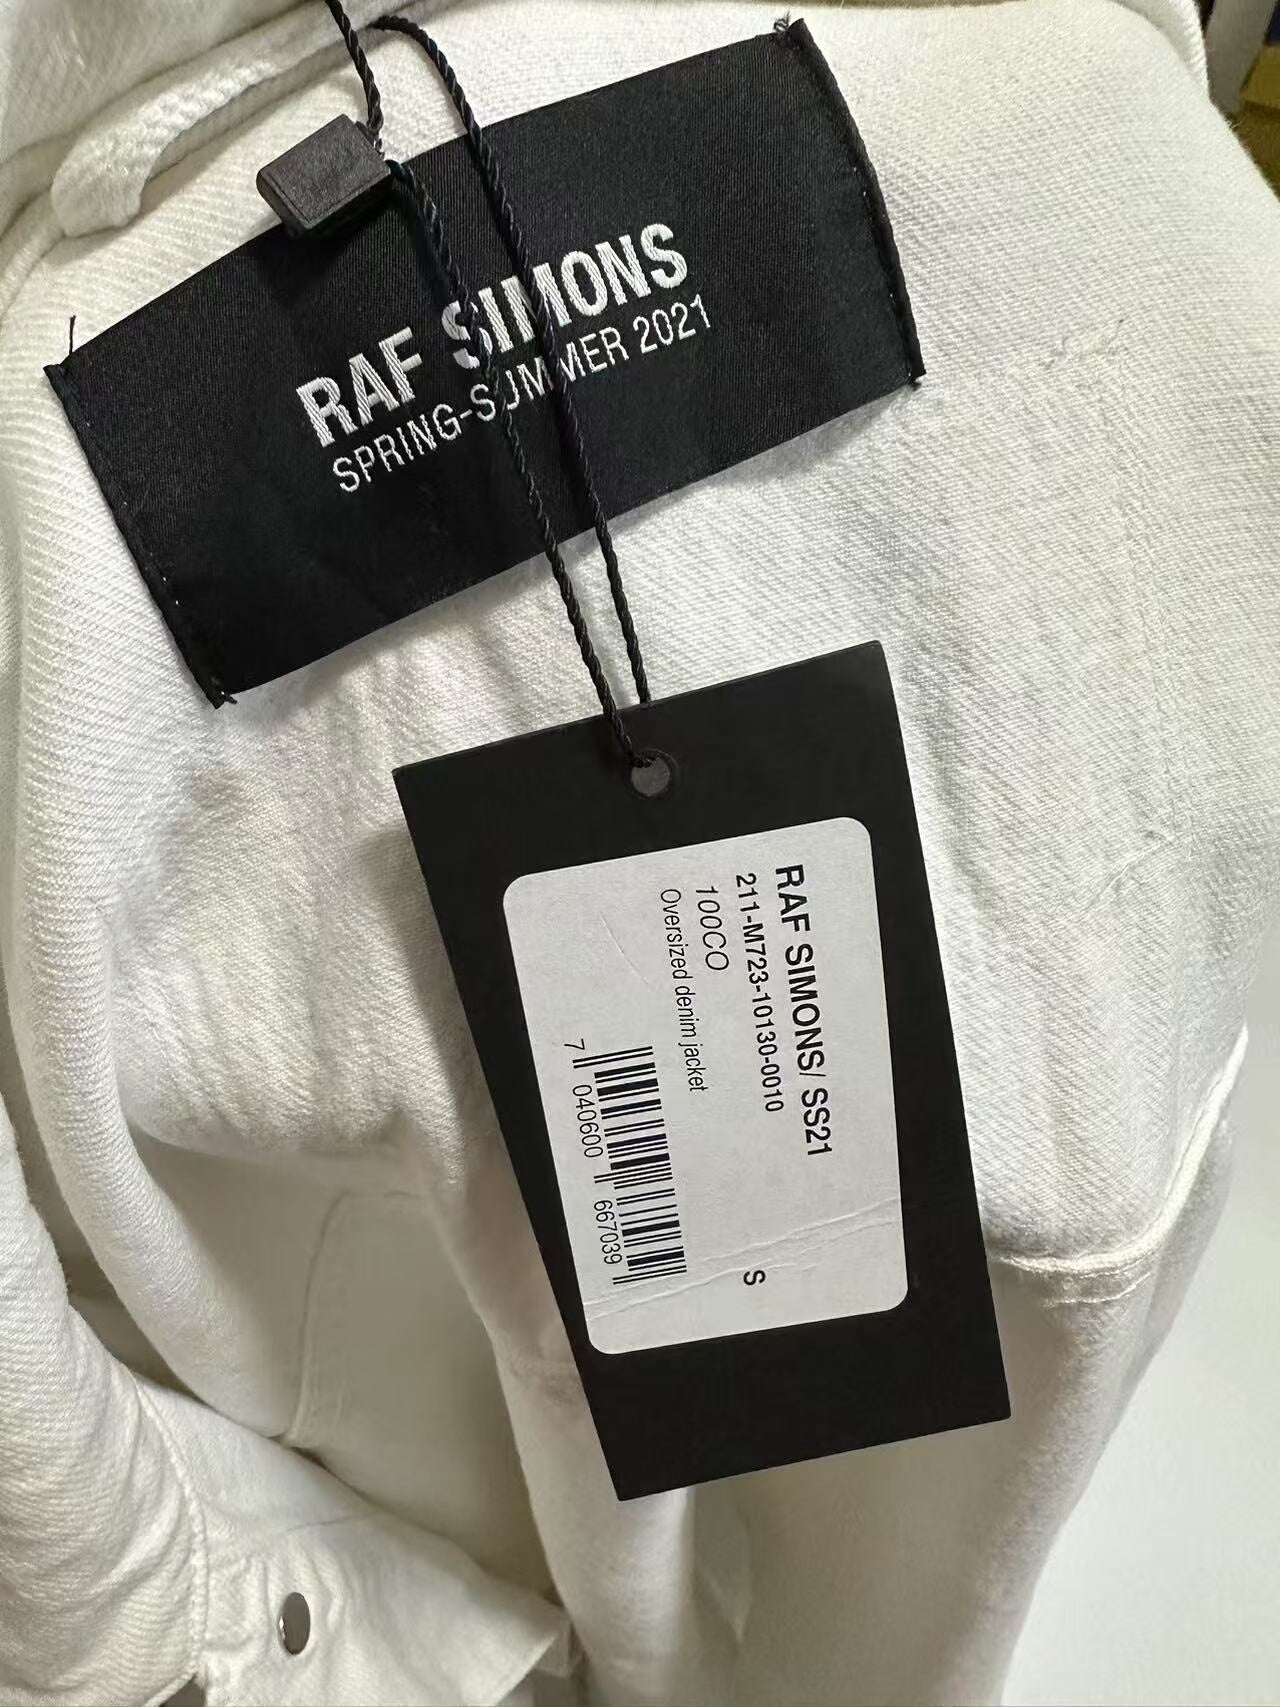 RAF SIMONS
SPRING-SUMMER 2021
RAF SIMONS/ SS21
211-M723-10130-0010
100CO
Oversized denim jacket
S
7 040600 667039